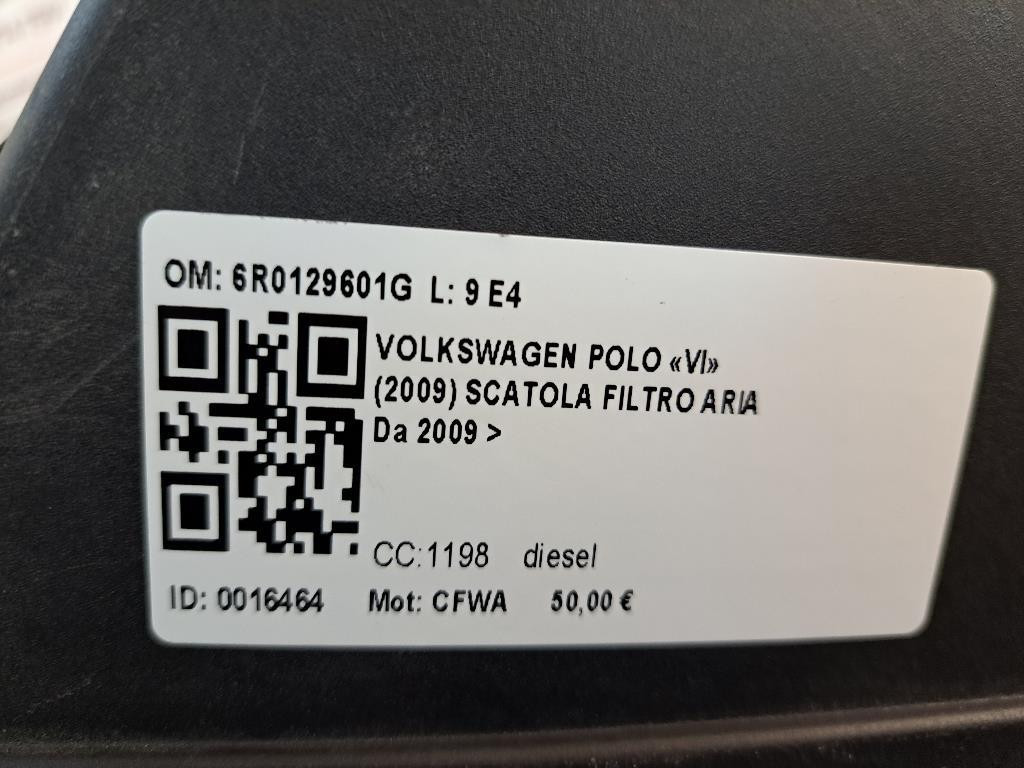 OM: 6R0129601G L: 9 E4
VOLKSWAGEN POLO «VI»
(2009) SCATOLA FILTRO ARIA
Da 2009 >
CC:1198 diesel
ID: 0016464 Mot: CFWA 50,00 €